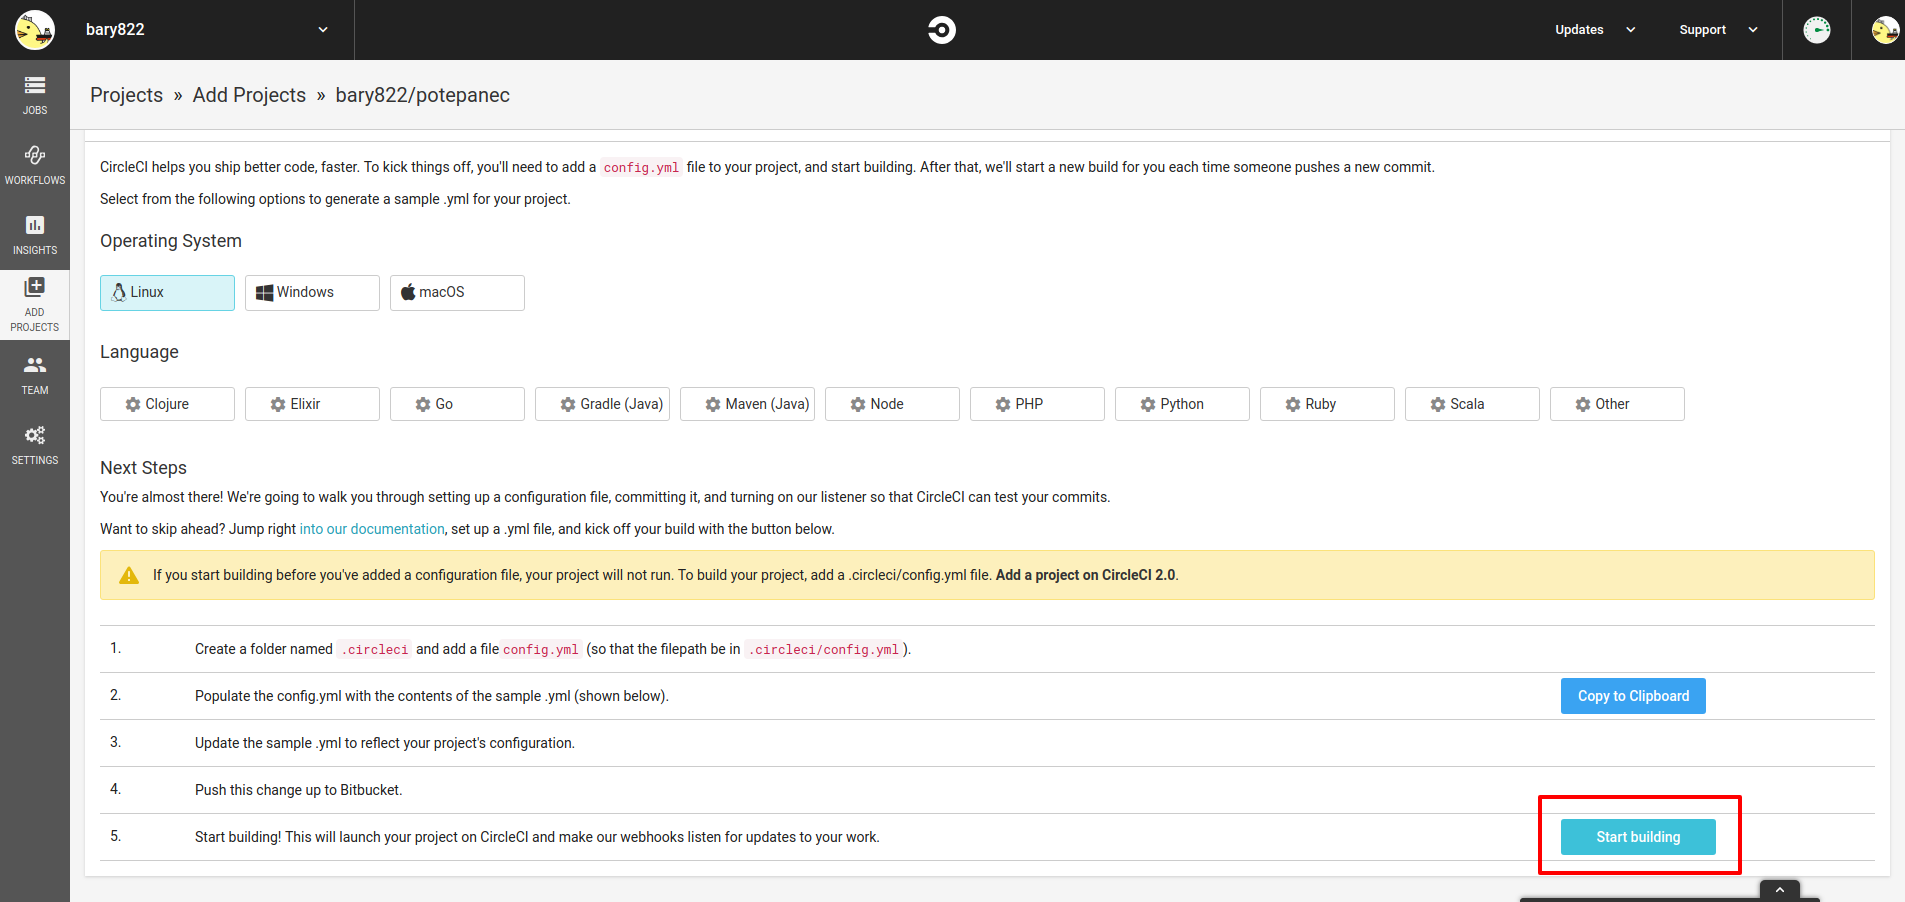 bary822
Updates
Support
JOBS
WORKFLOWS
INSIGHTS
ADD
PROJECTS
TEAM
SETTINGS
Projects » Add Projects » bary822/potepanec
CircleCI helps you ship better code, faster. To kick things off, you'll need to add a config.yml file to your project, and start building. After that, we'll start a new build for you each time someone pushes a new commit.
Select from the following options to generate a sample .yml for your project.
Operating System
Linux
Windows
macOS
Language
Clojure
Elixir
Go
Gradle (Java)
Maven (Java)
Node
PHP
Python
Ruby
Scala
Other
Next Steps
You're almost there! We're going to walk you through setting up a configuration file, committing it, and turning on our listener so that CircleCI can test your commits.
Want to skip ahead? Jump right into our documentation, set up a .yml file, and kick off your build with the button below.
If you start building before you've added a configuration file, your project will not run. To build your project, add a .circleci/config.yml file. Add a project on CircleCI 2.0.
1. Create a folder named .circleci and add a file config.yml (so that the filepath be in .circleci/config.yml ).
2. Populate the config.yml with the contents of the sample .yml (shown below). Copy to Clipboard
3. Update the sample .yml to reflect your project's configuration.
4. Push this change up to Bitbucket.
5. Start building! This will launch your project on CircleCI and make our webhooks listen for updates to your work. Start building